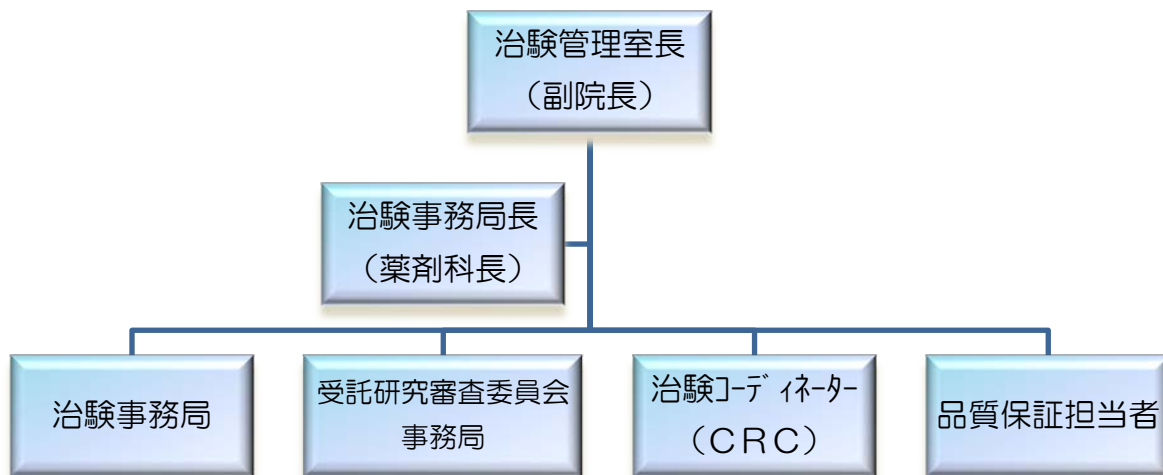 治験管理室長
（副院長）
治験事務局長
（薬剤科長）
治験事務局
受託研究審査委員会
事務局
治験ｺｰﾃﾞｨﾈｰﾀｰ
（ＣＲＣ）
品質保証担当者